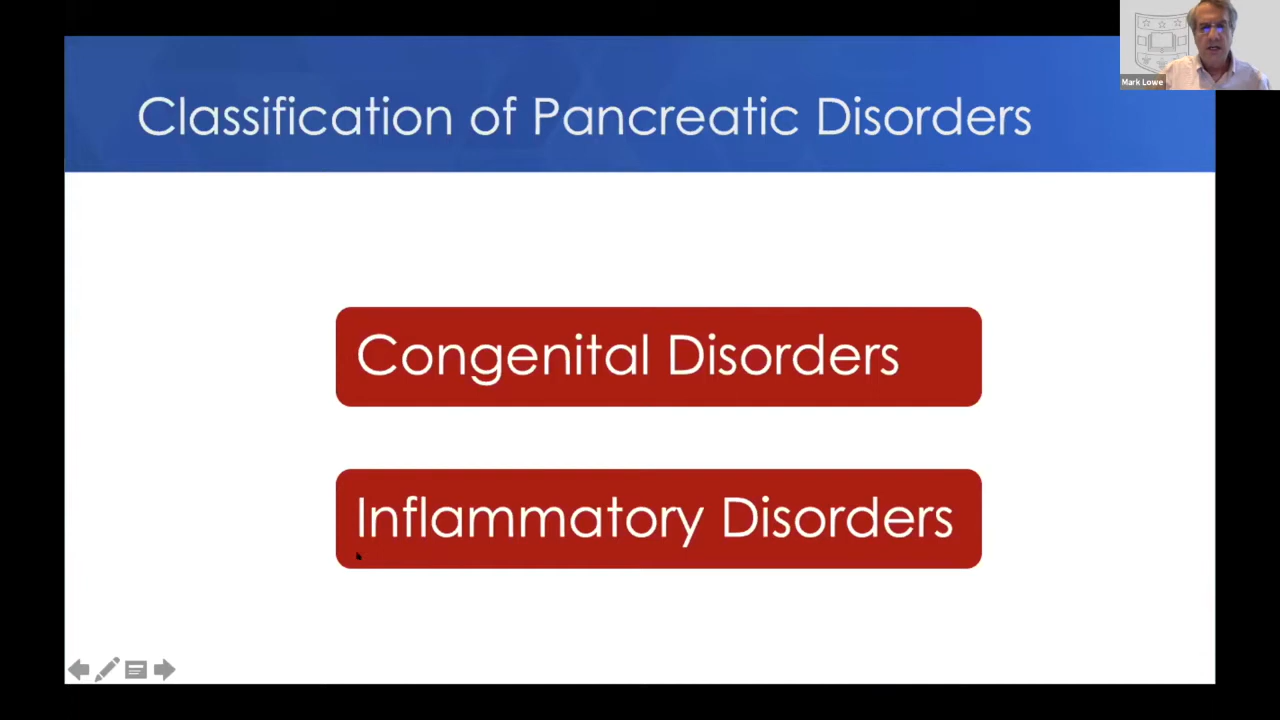 Classification of Pancreatic Disorders
Mark Lowe
Congenital Disorders
Inflammatory Disorders